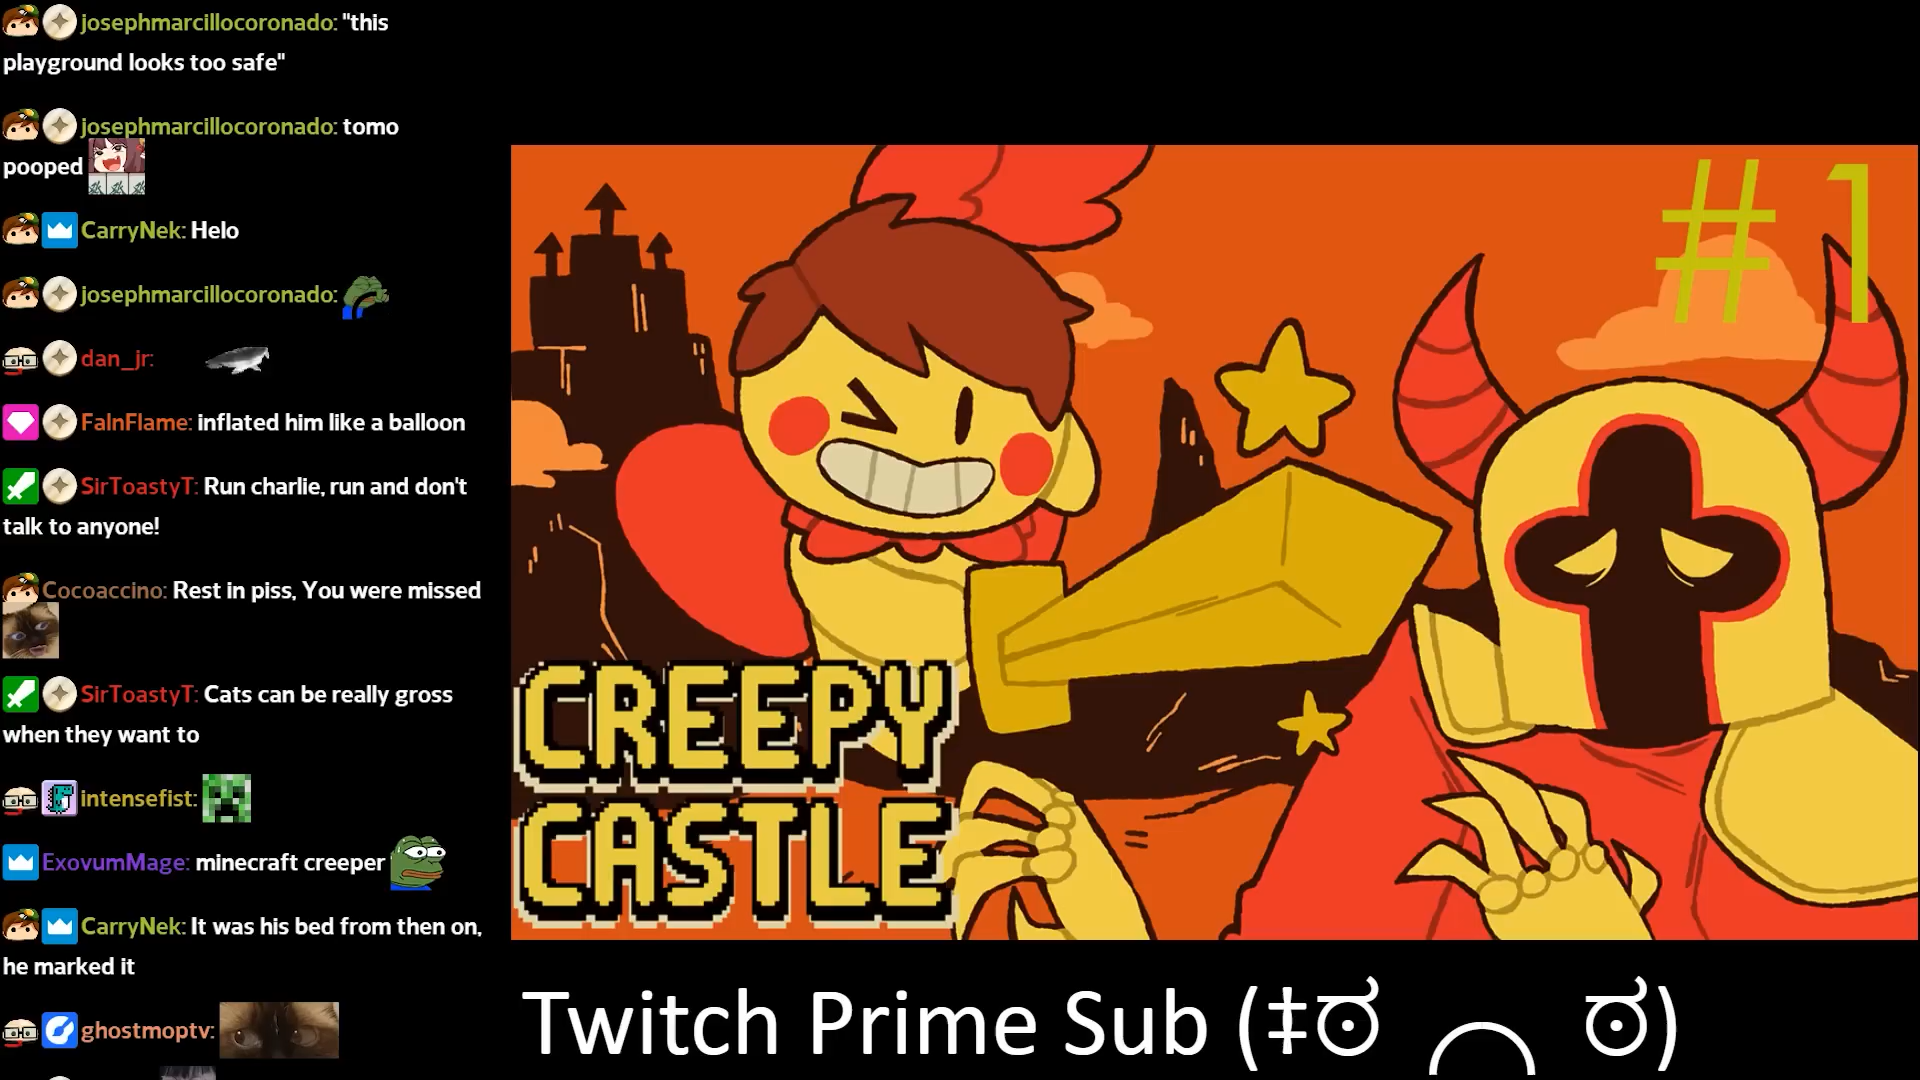 josephmarcillocoronado: "this
playground looks too safe"
josephmarcillocoronado: tomo
pooped
CarryNek: Helo
josephmarcillocoronado:
dan_jr:
FalnFlame: inflated him like a balloon
SirToastyT: Run charlie, run and don't
talk to anyone!
Cocoaccino: Rest in piss, You were missed
SirToastyT: Cats can be really gross
when they want to
intensefist:
ExovumMage: minecraft creeper
CarryNek: It was his bed from then on,
he marked it
ghostmoptv:
#1
CREEPY
CASTLE
Twitch Prime Sub (‡ಠ ︵ ಠ)